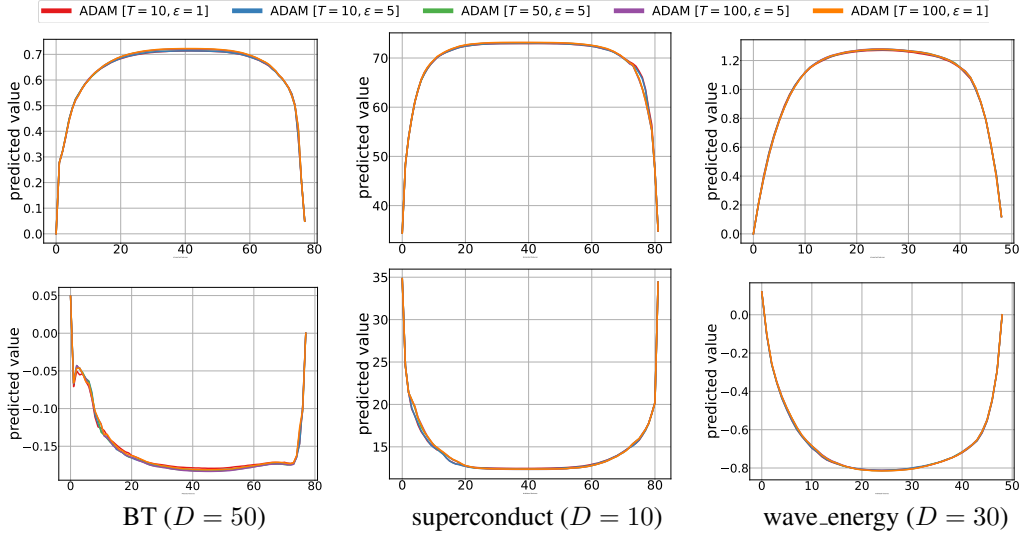 ADAM [T = 10, ε = 1] ADAM [T = 10, ε = 5] ADAM [T = 50, ε = 5] ADAM [T = 100, ε = 5] ADAM [T = 100, ε = 1]
predicted value
0.7
0.6
0.5
0.4
0.3
0.2
0.1
0.0
0 20 40 60 80
predicted value
70
60
50
40
0 20 40 60 80
predicted value
1.2
1.0
0.8
0.6
0.4
0.2
0.0
0 10 20 30 40 50
predicted value
0.05
0.00
−0.05
−0.10
−0.15
0 20 40 60 80
predicted value
35
30
25
20
15
0 20 40 60 80
predicted value
0.0
−0.2
−0.4
−0.6
−0.8
0 10 20 30 40 50
BT (D = 50) superconduct (D = 10) wave_energy (D = 30)